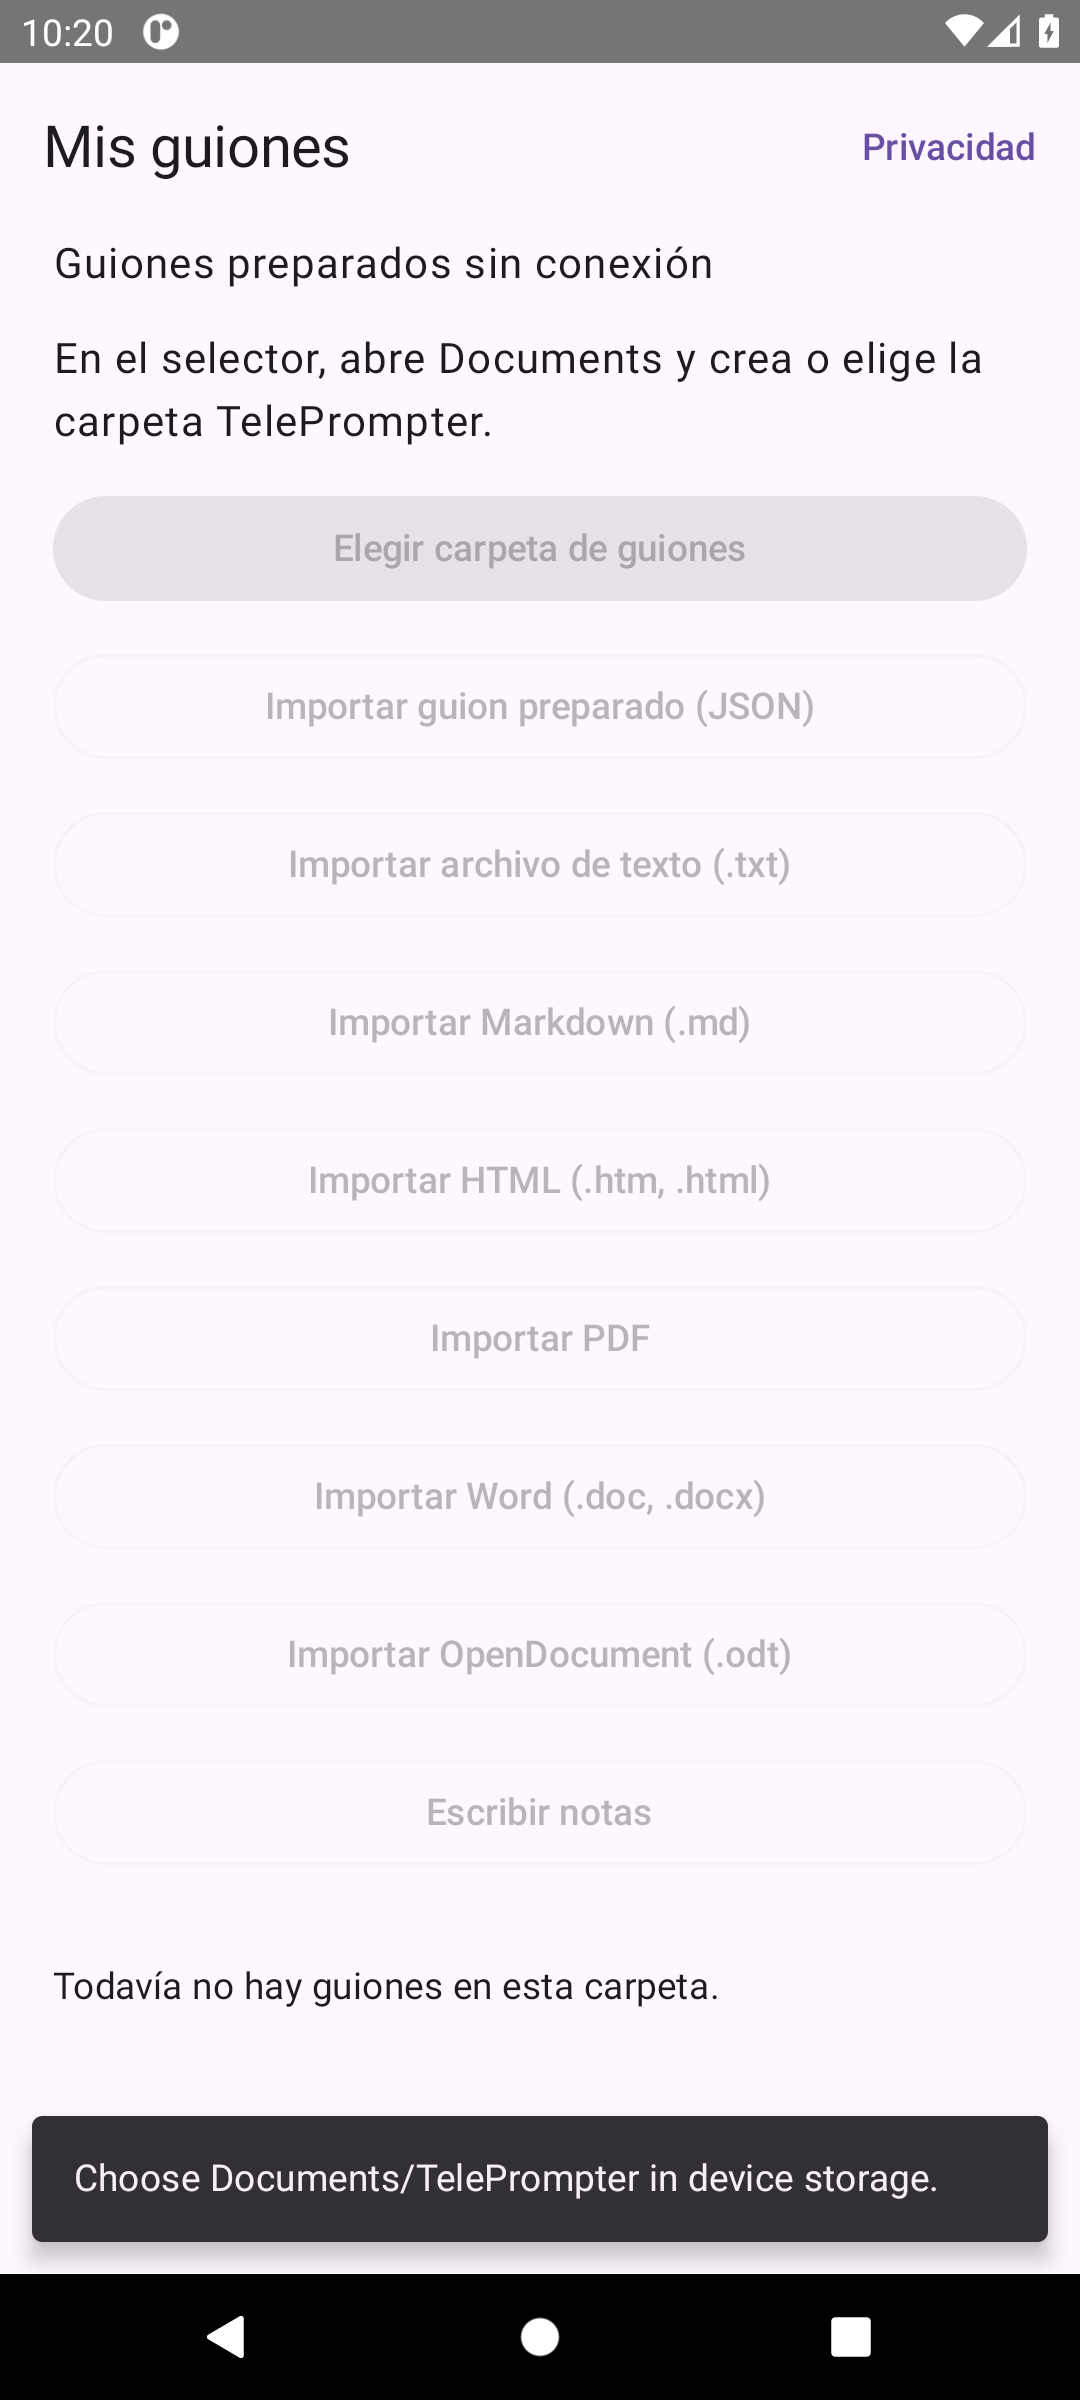 10:20
Mis guiones
Privacidad
Guiones preparados sin conexión
En el selector, abre Documents y crea o elige la
carpeta TelePrompter.
Elegir carpeta de guiones
Importar guion preparado (JSON)
Importar archivo de texto (.txt)
Importar Markdown (.md)
Importar HTML (.htm, .html)
Importar PDF
Importar Word (.doc, .docx)
Importar OpenDocument (.odt)
Escribir notas
Todavía no hay guiones en esta carpeta.
Choose Documents/TelePrompter in device storage.